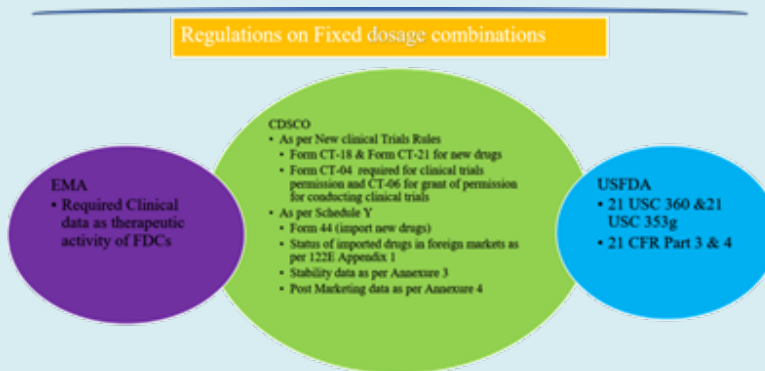 Regulations on Fixed dosage combinations
EMA
• Required Clinical
data as therapeutic
activity of FDCs
CDSCO
• As per New clinical Trials Rules
• Form CT-18 & Form CT-21 for new drugs
• Form CT-04 required for clinical trials
permission and CT-06 for grant of permission
for conducting clinical trials
• As per Schedule Y
• Form 44 (import new drugs)
• Status of imported drugs in foreign markets as
per 122E Appendix 1
• Stability data as per Annexure 3
• Post Marketing data as per Annexure 4
USFDA
• 21 USC 360 &21
USC 353g
• 21 CFR Part 3 & 4